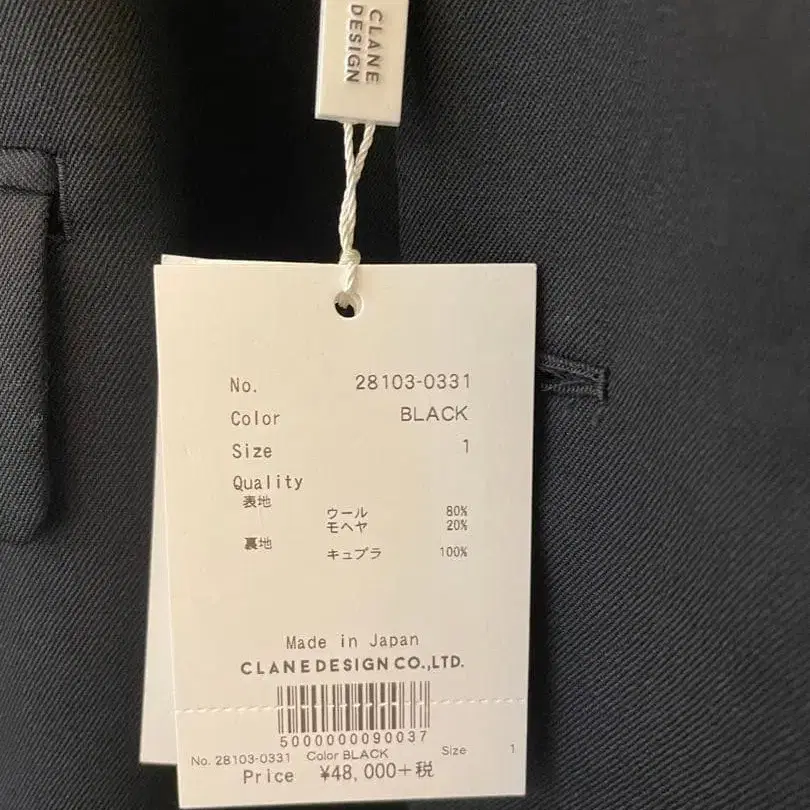 CLANE
DESIGN
No. 28103-0331
Color BLACK
Size 1
Quality
表地
ウール 80%
モヘヤ 20%
裏地
キュプラ 100%
Made in Japan
CLANEDESIGN CO.,LTD.
5000000090037
No. 28103-0331 Color BLACK Size 1
Price ¥48,000+税